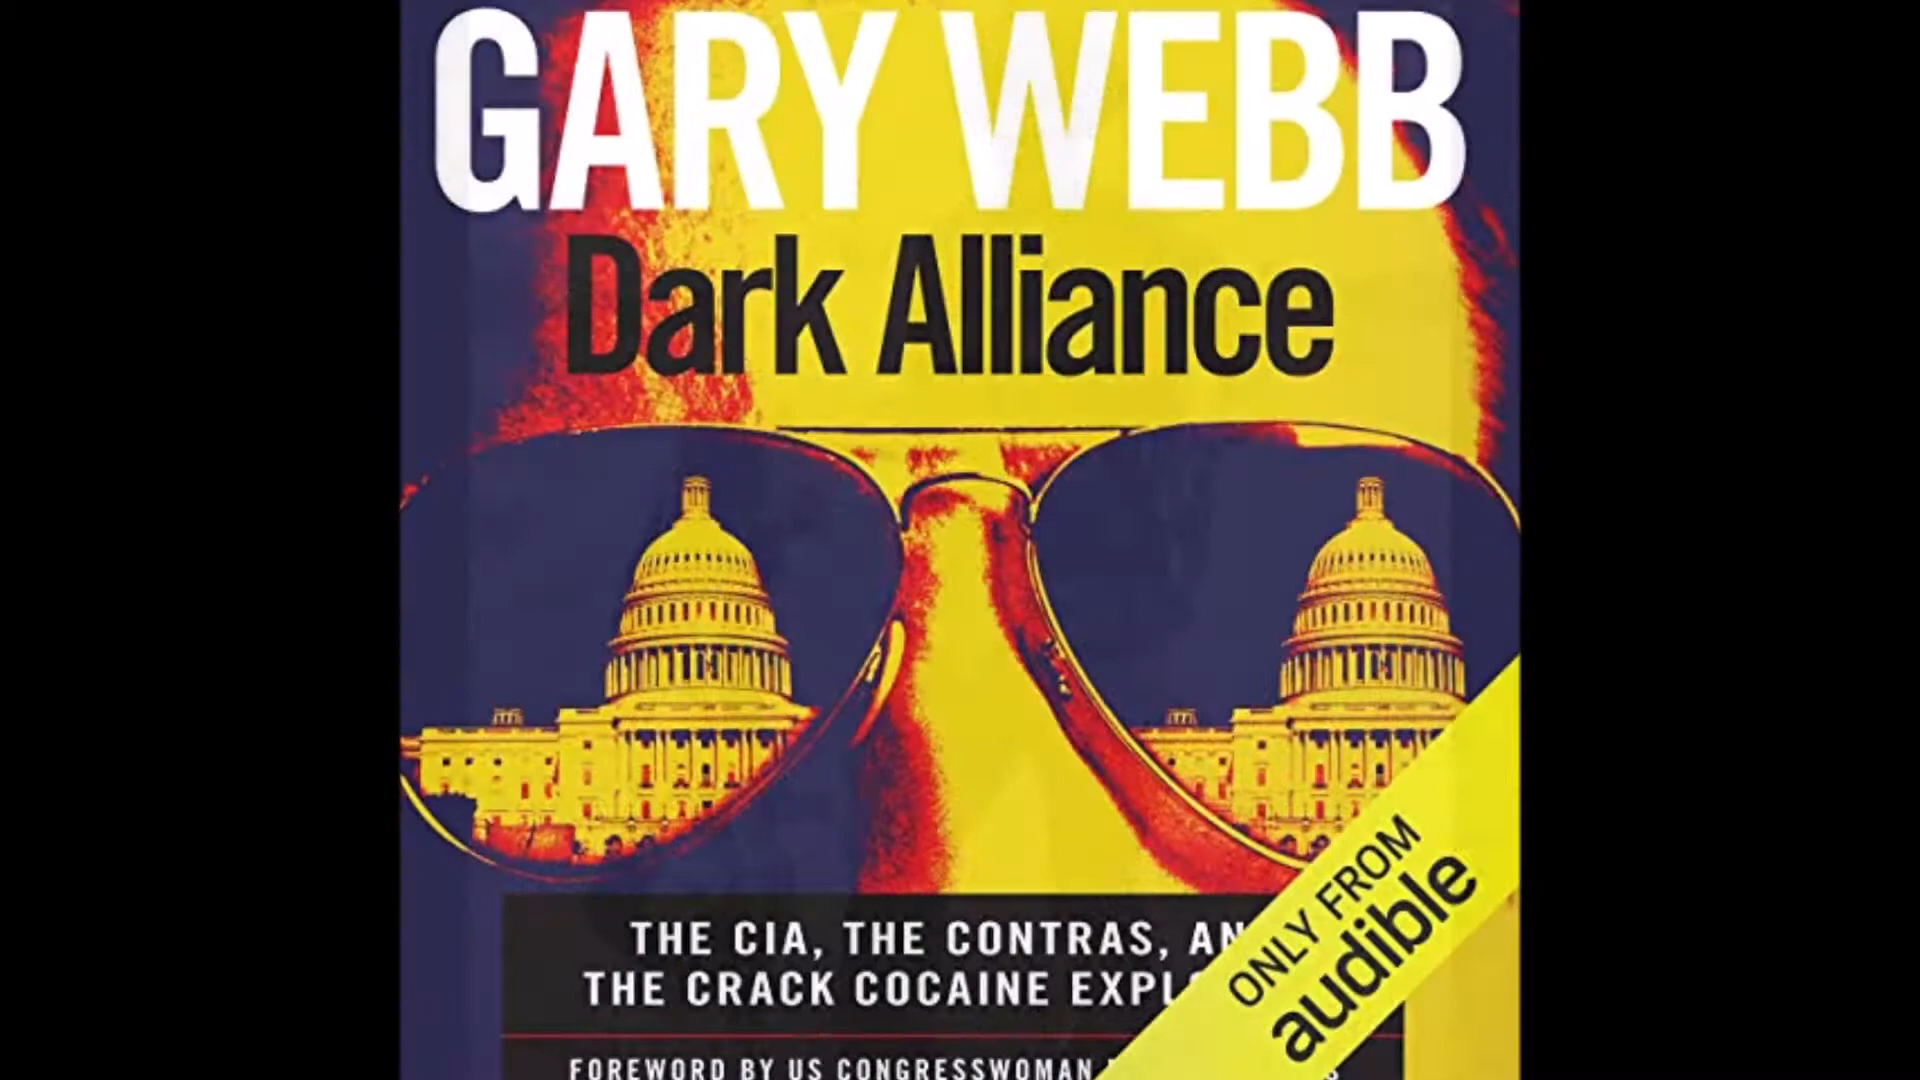 GARY WEBB
Dark Alliance
THE CIA, THE CONTRAS, AN
THE CRACK COCAINE EXPL
FOREWORD BY US CONGRESSWOMAN
ONLY FROM
audible